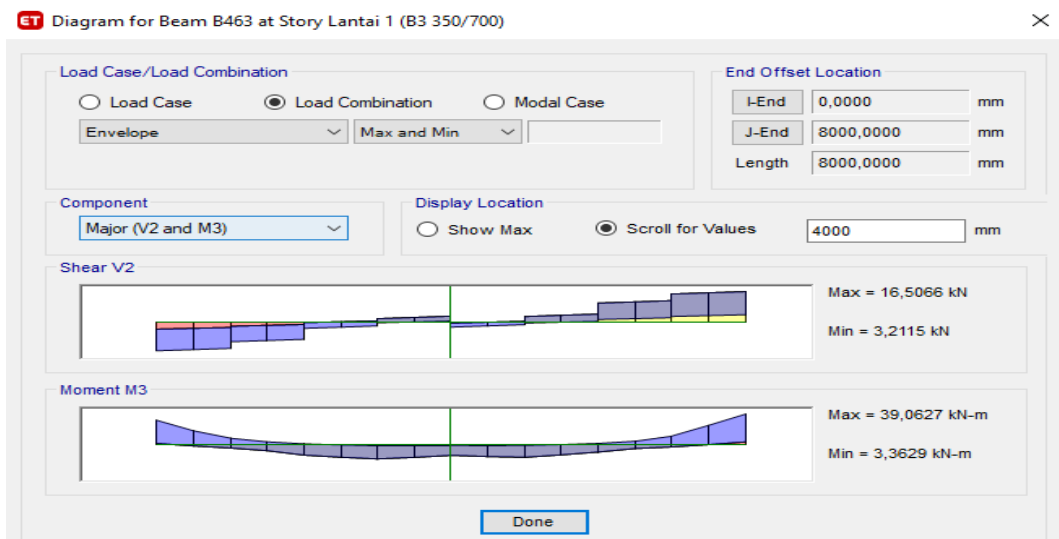 ET Diagram for Beam B463 at Story Lantai 1 (B3 350/700)
Load Case/Load Combination
Load Case Load Combination Modal Case
Envelope Max and Min
End Offset Location
I-End 0,0000 mm
J-End 8000,0000 mm
Length 8000,0000 mm
Component
Major (V2 and M3)
Display Location
Show Max Scroll for Values 4000 mm
Shear V2
Max = 16,5066 kN
Min = 3,2115 kN
Moment M3
Max = 39,0627 kN-m
Min = 3,3629 kN-m
Done